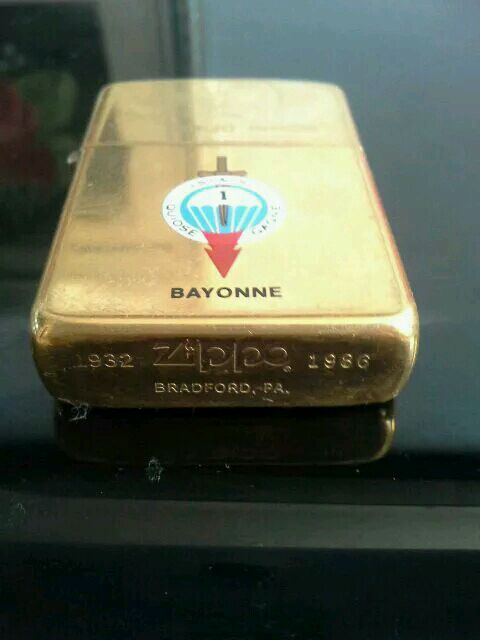 S.A.S
1
QUI OSE GAGNE
BAYONNE
1932 Zippo 1986
BRADFORD, PA.